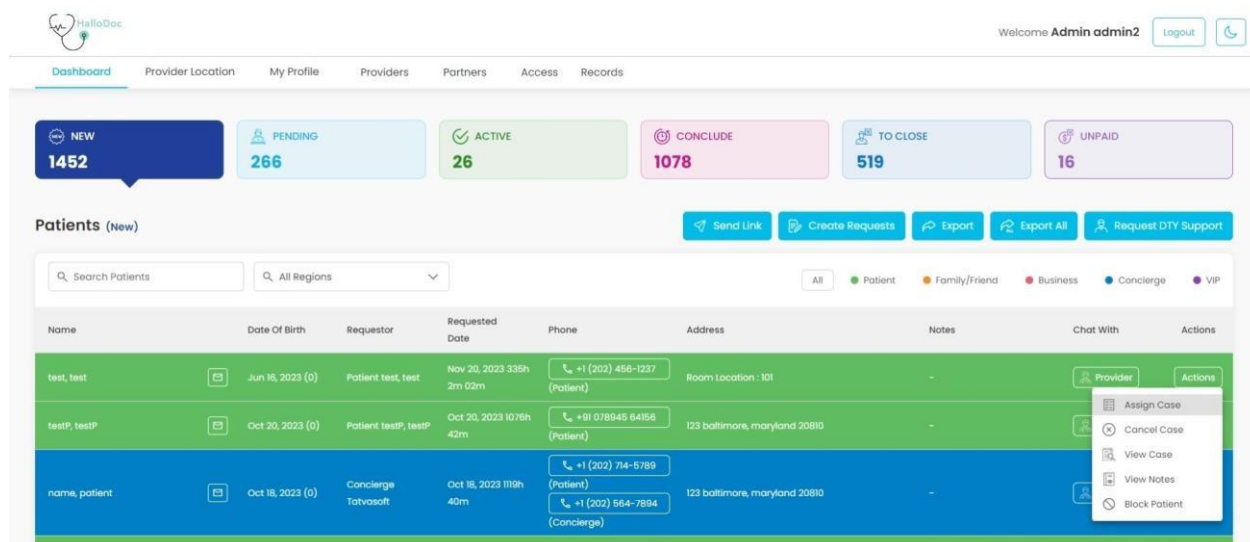 HalloDoc
Welcome Admin admin2 Logout
Dashboard Provider Location My Profile Providers Partners Access Records
NEW PENDING ACTIVE CONCLUDE TO CLOSE UNPAID
1452 266 26 1078 519 16
Patients (New) Send Link Create Requests Export Export All Request DTY Support
Search Patients All Regions All Patient Family/Friend Business Concierge VIP
Name Date Of Birth Requestor Requested Date Phone Address Notes Chat With Actions
test, test Jun 16, 2023 (0) Patient test, test Nov 20, 2023 335h 2m 02m +1 (202) 456-1237 (Patient) Room Location : 101 - Provider Actions
testP, testP Oct 20, 2023 (0) Patient testP, testP Oct 20, 2023 1076h 42m +91 078945 64156 (Patient) 123 baltimore, maryland 20810 -
name, patient Oct 18, 2023 (0) Concierge Tatvasoft Oct 18, 2023 1119h 40m +1 (202) 714-5789 (Patient) +1 (202) 564-7894 (Concierge) 123 baltimore, maryland 20810 -
Assign Case
Cancel Case
View Case
View Notes
Block Patient